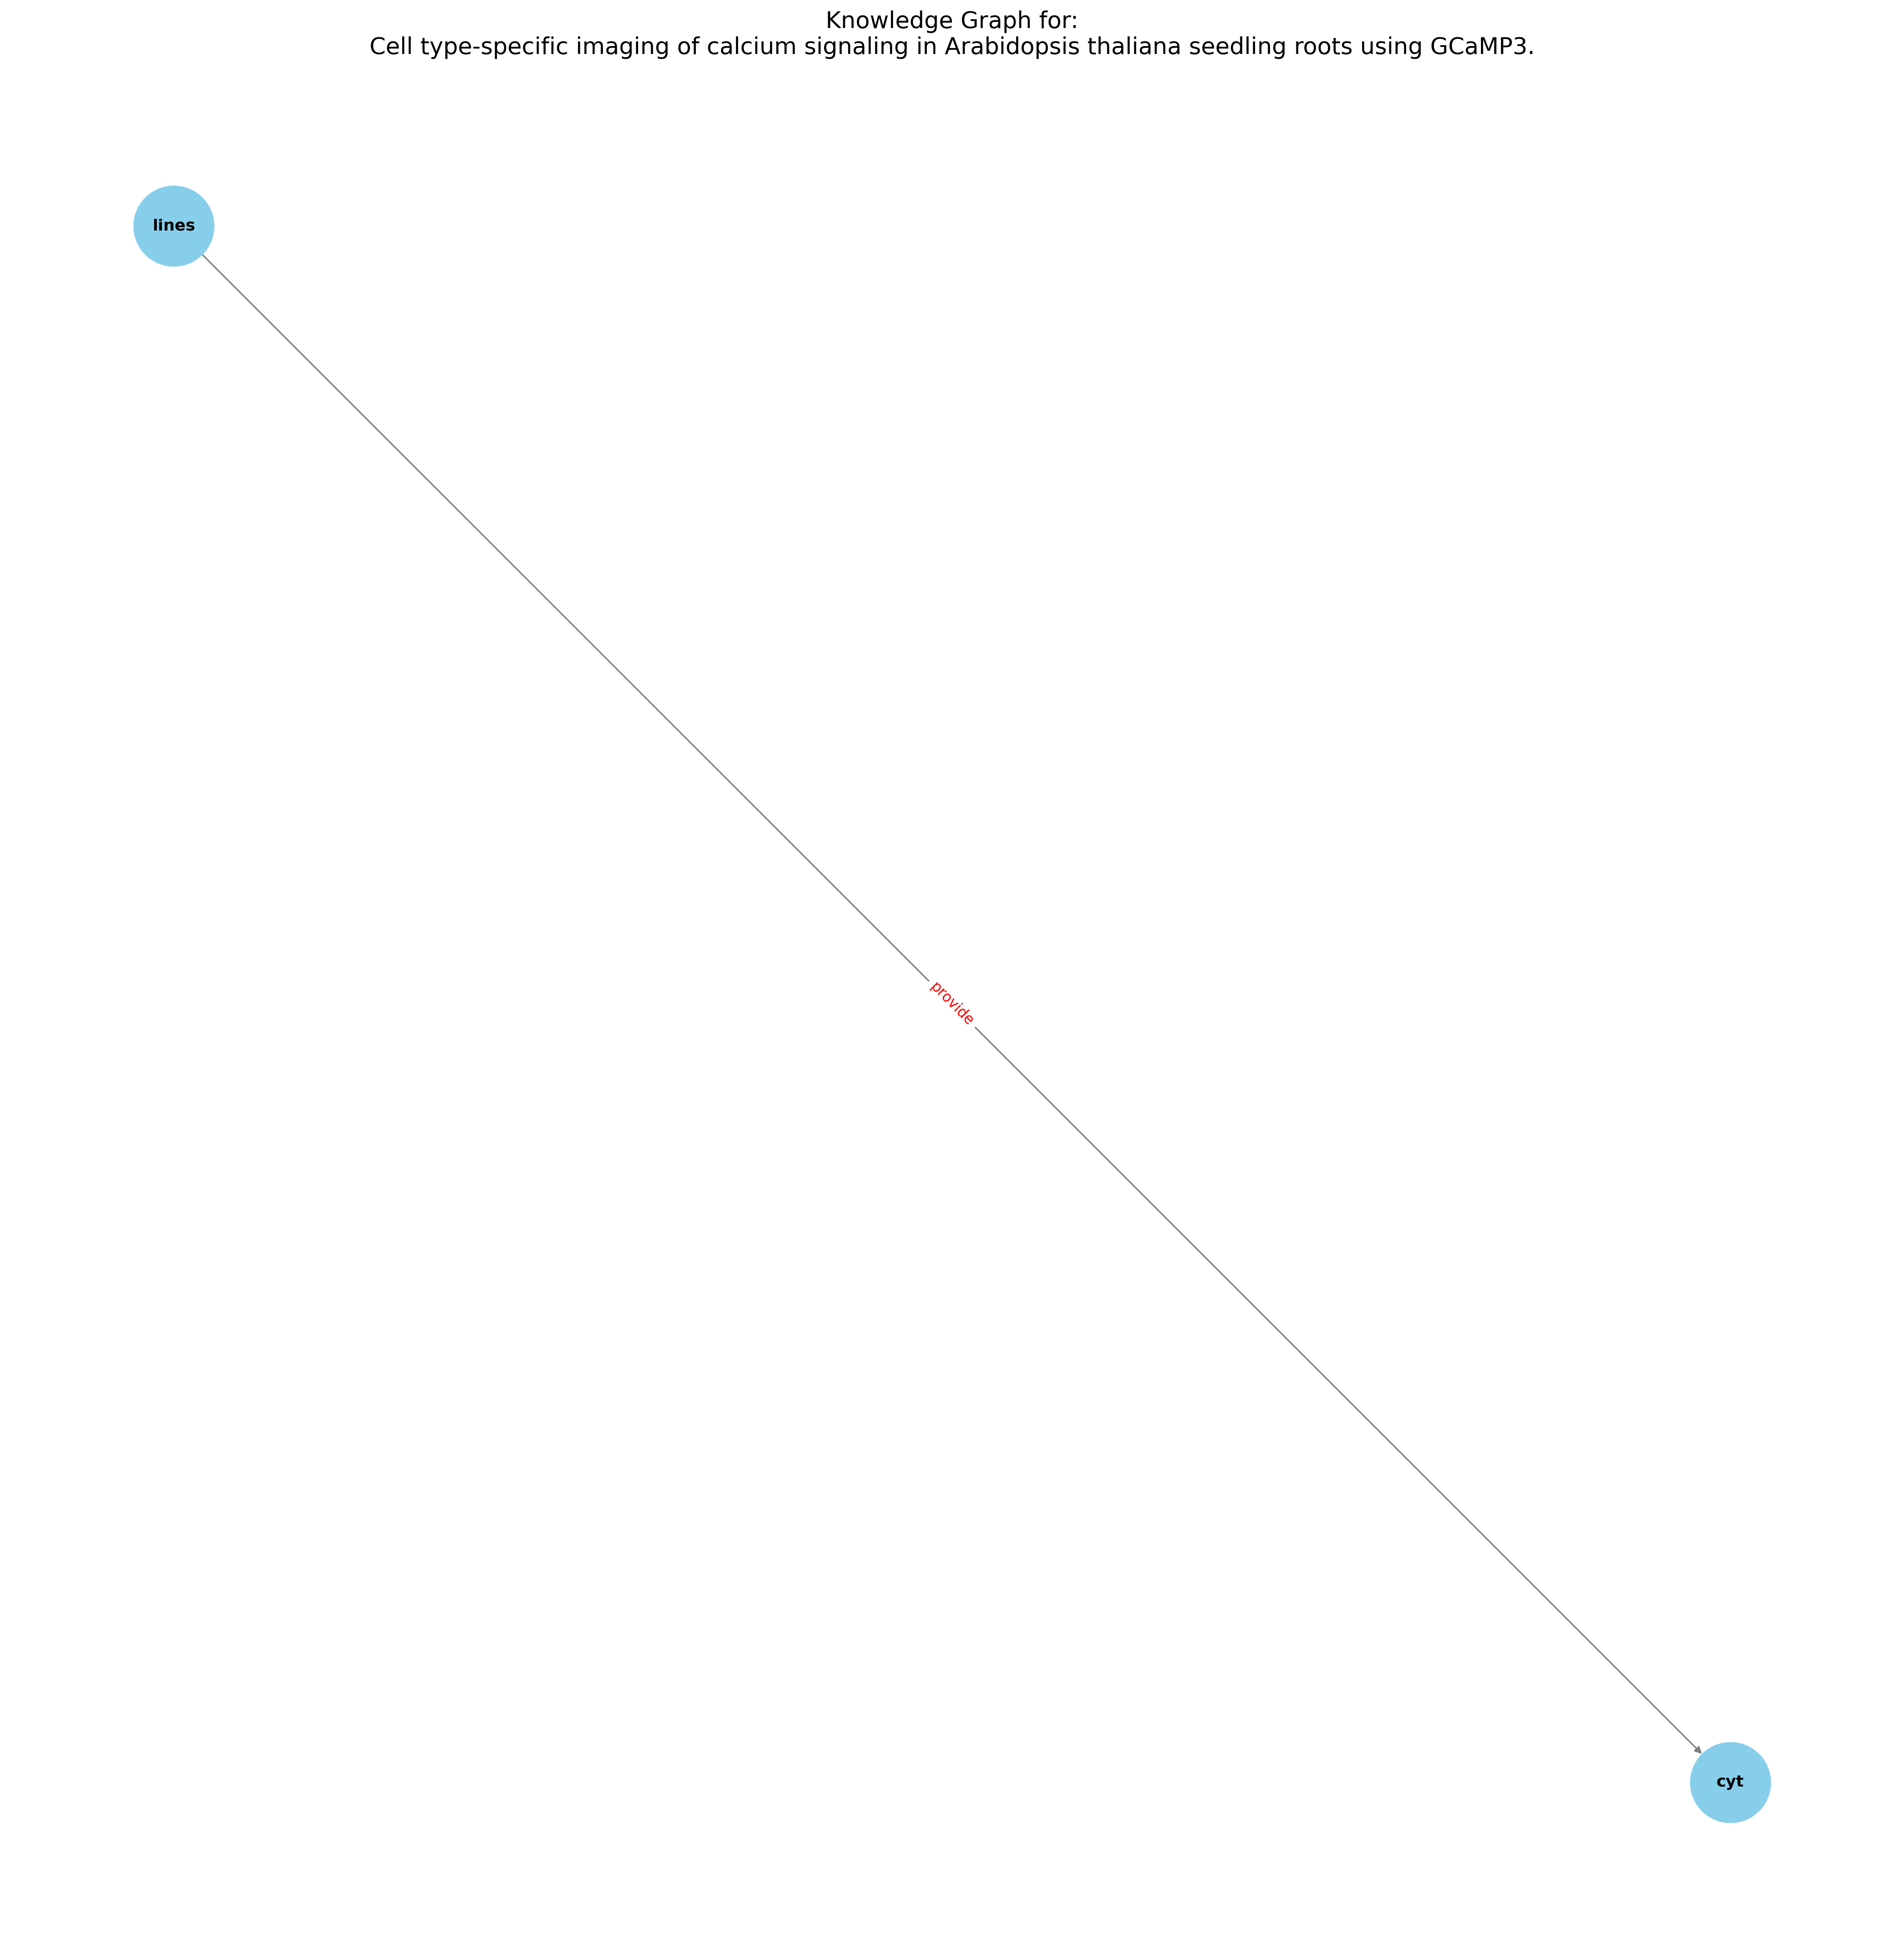 Knowledge Graph for:
Cell type-specific imaging of calcium signaling in Arabidopsis thaliana seedling roots using GCaMP3.
lines
provide
cyt